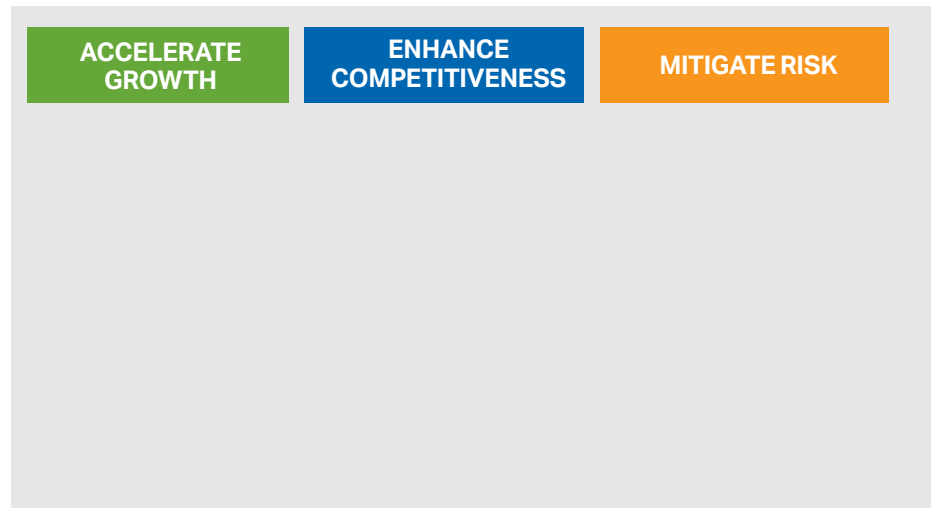 ACCELERATE
GROWTH
ENHANCE
COMPETITIVENESS
MITIGATE RISK